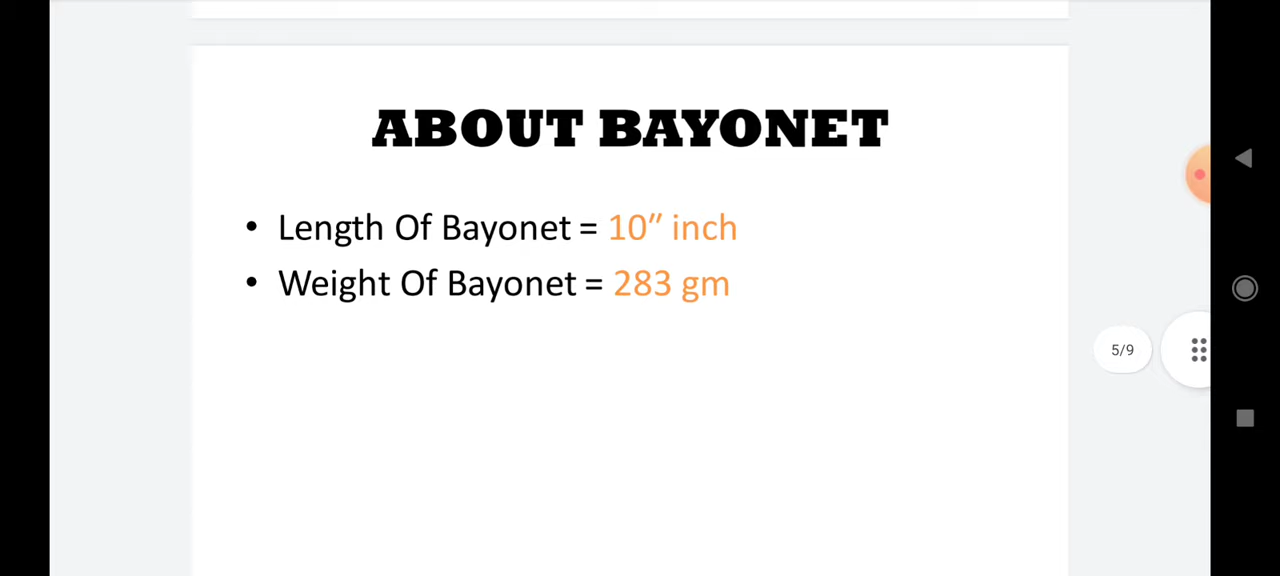 ABOUT BAYONET
• Length Of Bayonet = 10” inch
• Weight Of Bayonet = 283 gm
5/9